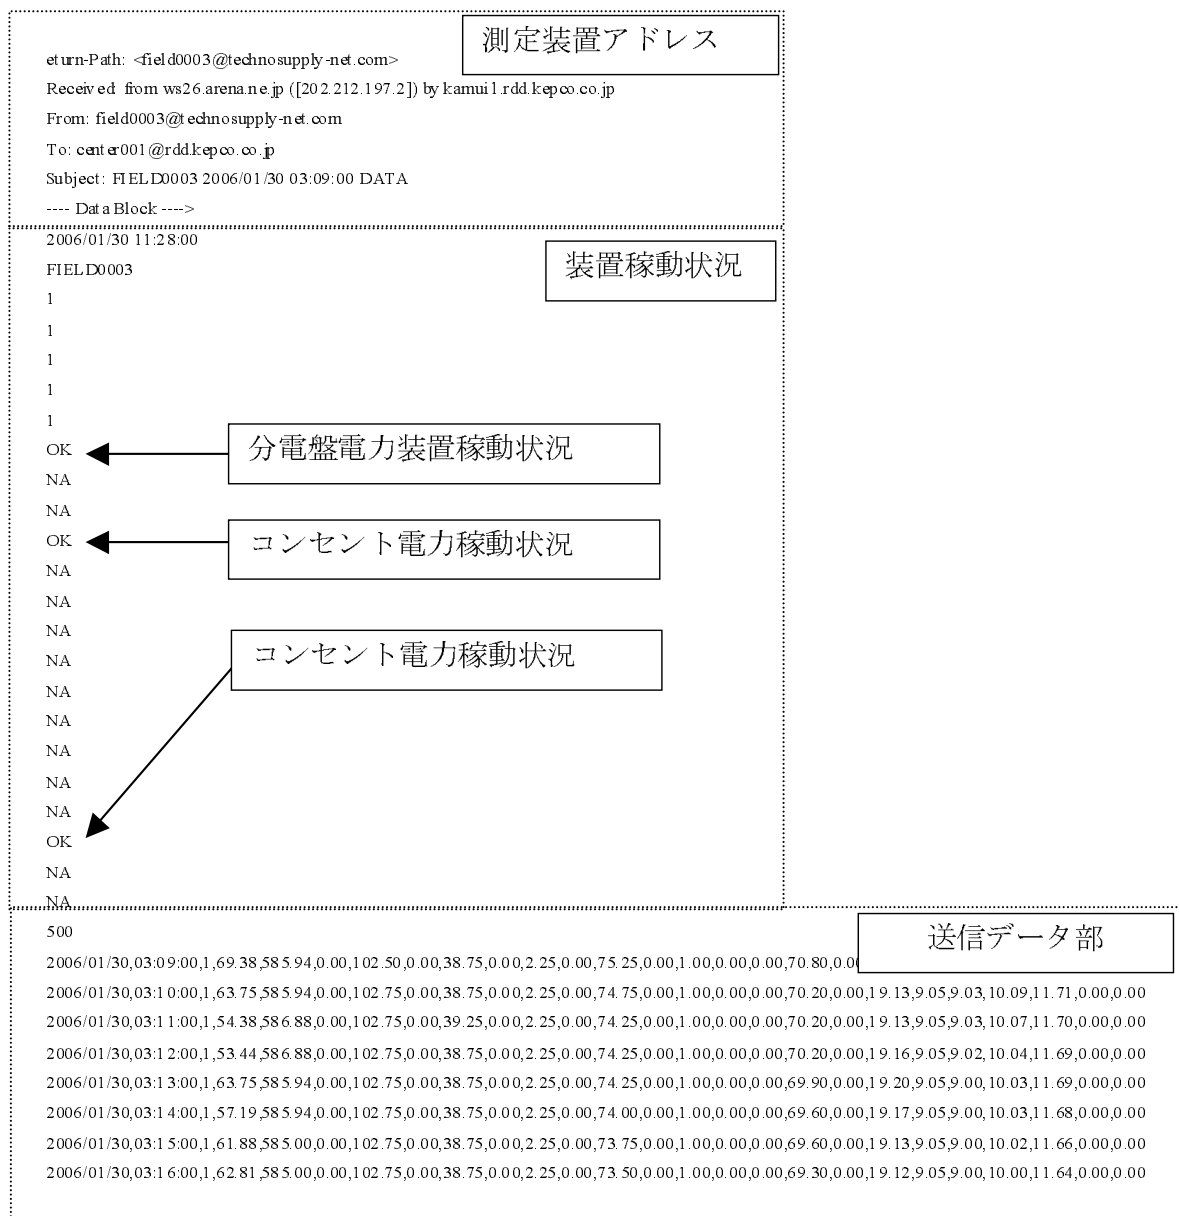 測定装置アドレス
eturn-Path: <field0003@technosupply-net.com>
Received from ws26.arena.ne.jp ([202.212.197.2]) by kamui1.rdd.kepco.co.jp
From: field0003@technosupply-net.com
To: center001@rdd.kepco.co.jp
Subject: FIELD0003 2006/01/30 03:09:00 DATA
---- Data Block ---->
2006/01/30 11:28:00
装置稼動状況
FIELD0003
1
1
1
1
1
OK
分電盤電力装置稼動状況
NA
NA
OK
コンセント電力稼動状況
NA
NA
NA
NA
コンセント電力稼動状況
NA
NA
NA
NA
NA
OK
NA
NA
500
送信データ部
2006/01/30,03:09:00,1,69.38,585.94,0.00,102.50,0.00,38.75,0.00,2.25,0.00,75.25,0.00,1.00,0.00,0.00,70.80,0.00
2006/01/30,03:10:00,1,63.75,585.94,0.00,102.75,0.00,38.75,0.00,2.25,0.00,74.75,0.00,1.00,0.00,0.00,70.20,0.00,19.13,9.05,9.03,10.09,11.71,0.00,0.00
2006/01/30,03:11:00,1,54.38,586.88,0.00,102.75,0.00,39.25,0.00,2.25,0.00,74.25,0.00,1.00,0.00,0.00,70.20,0.00,19.13,9.05,9.03,10.07,11.70,0.00,0.00
2006/01/30,03:12:00,1,53.44,586.88,0.00,102.75,0.00,38.75,0.00,2.25,0.00,74.25,0.00,1.00,0.00,0.00,70.20,0.00,19.16,9.05,9.02,10.04,11.69,0.00,0.00
2006/01/30,03:13:00,1,63.75,585.94,0.00,102.75,0.00,38.75,0.00,2.25,0.00,74.25,0.00,1.00,0.00,0.00,69.90,0.00,19.20,9.05,9.00,10.03,11.69,0.00,0.00
2006/01/30,03:14:00,1,57.19,585.94,0.00,102.75,0.00,38.75,0.00,2.25,0.00,74.00,0.00,1.00,0.00,0.00,69.60,0.00,19.17,9.05,9.00,10.03,11.68,0.00,0.00
2006/01/30,03:15:00,1,61.88,585.00,0.00,102.75,0.00,38.75,0.00,2.25,0.00,73.75,0.00,1.00,0.00,0.00,69.60,0.00,19.13,9.05,9.00,10.02,11.66,0.00,0.00
2006/01/30,03:16:00,1,62.81,585.00,0.00,102.75,0.00,38.75,0.00,2.25,0.00,73.50,0.00,1.00,0.00,0.00,69.30,0.00,19.12,9.05,9.00,10.00,11.64,0.00,0.00